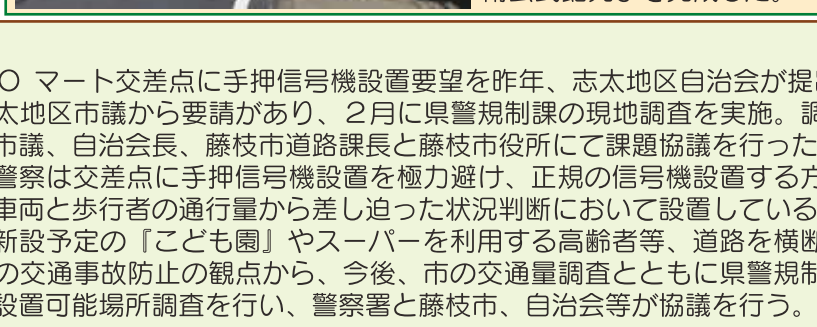 〇 マート交差点に手押信号機設置要望を昨年、志太地区自治会が提
太地区市議から要請があり、２月に県警規制課の現地調査を実施。調
市議、自治会長、藤枝市道路課長と藤枝市役所にて課題協議を行った
警察は交差点に手押信号機設置を極力避け、正規の信号機設置する方
車両と歩行者の通行量から差し迫った状況判断において設置している
新設予定の『こども園』やスーパーを利用する高齢者等、道路を横断
の交通事故防止の観点から、今後、市の交通量調査とともに県警規制
設置可能場所調査を行い、警察署と藤枝市、自治会等が協議を行う。